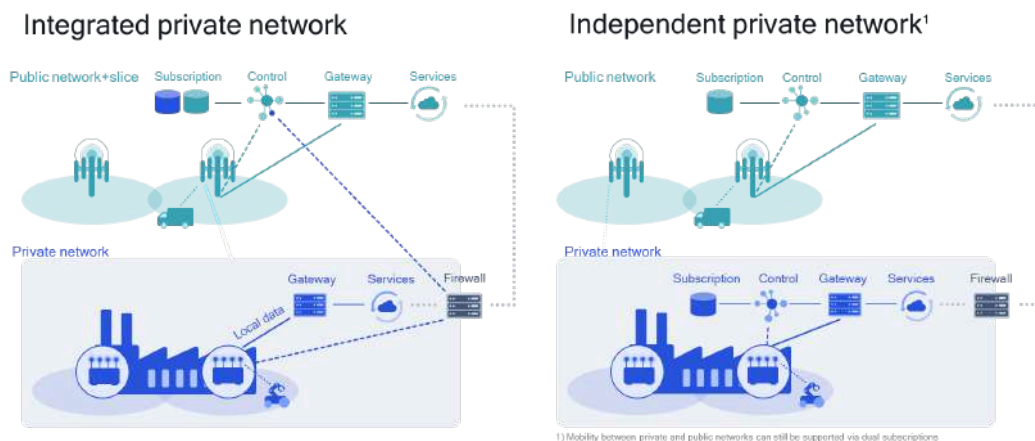 Integrated private network
Public network+slice
Subscription
Control
Gateway
Services
Private network
Gateway
Services
Firewall
Local data
Independent private network¹
Public network
Subscription
Control
Gateway
Services
Private network
Subscription
Control
Gateway
Services
Firewall
1) Mobility between private and public networks can still be supported via dual subscriptions